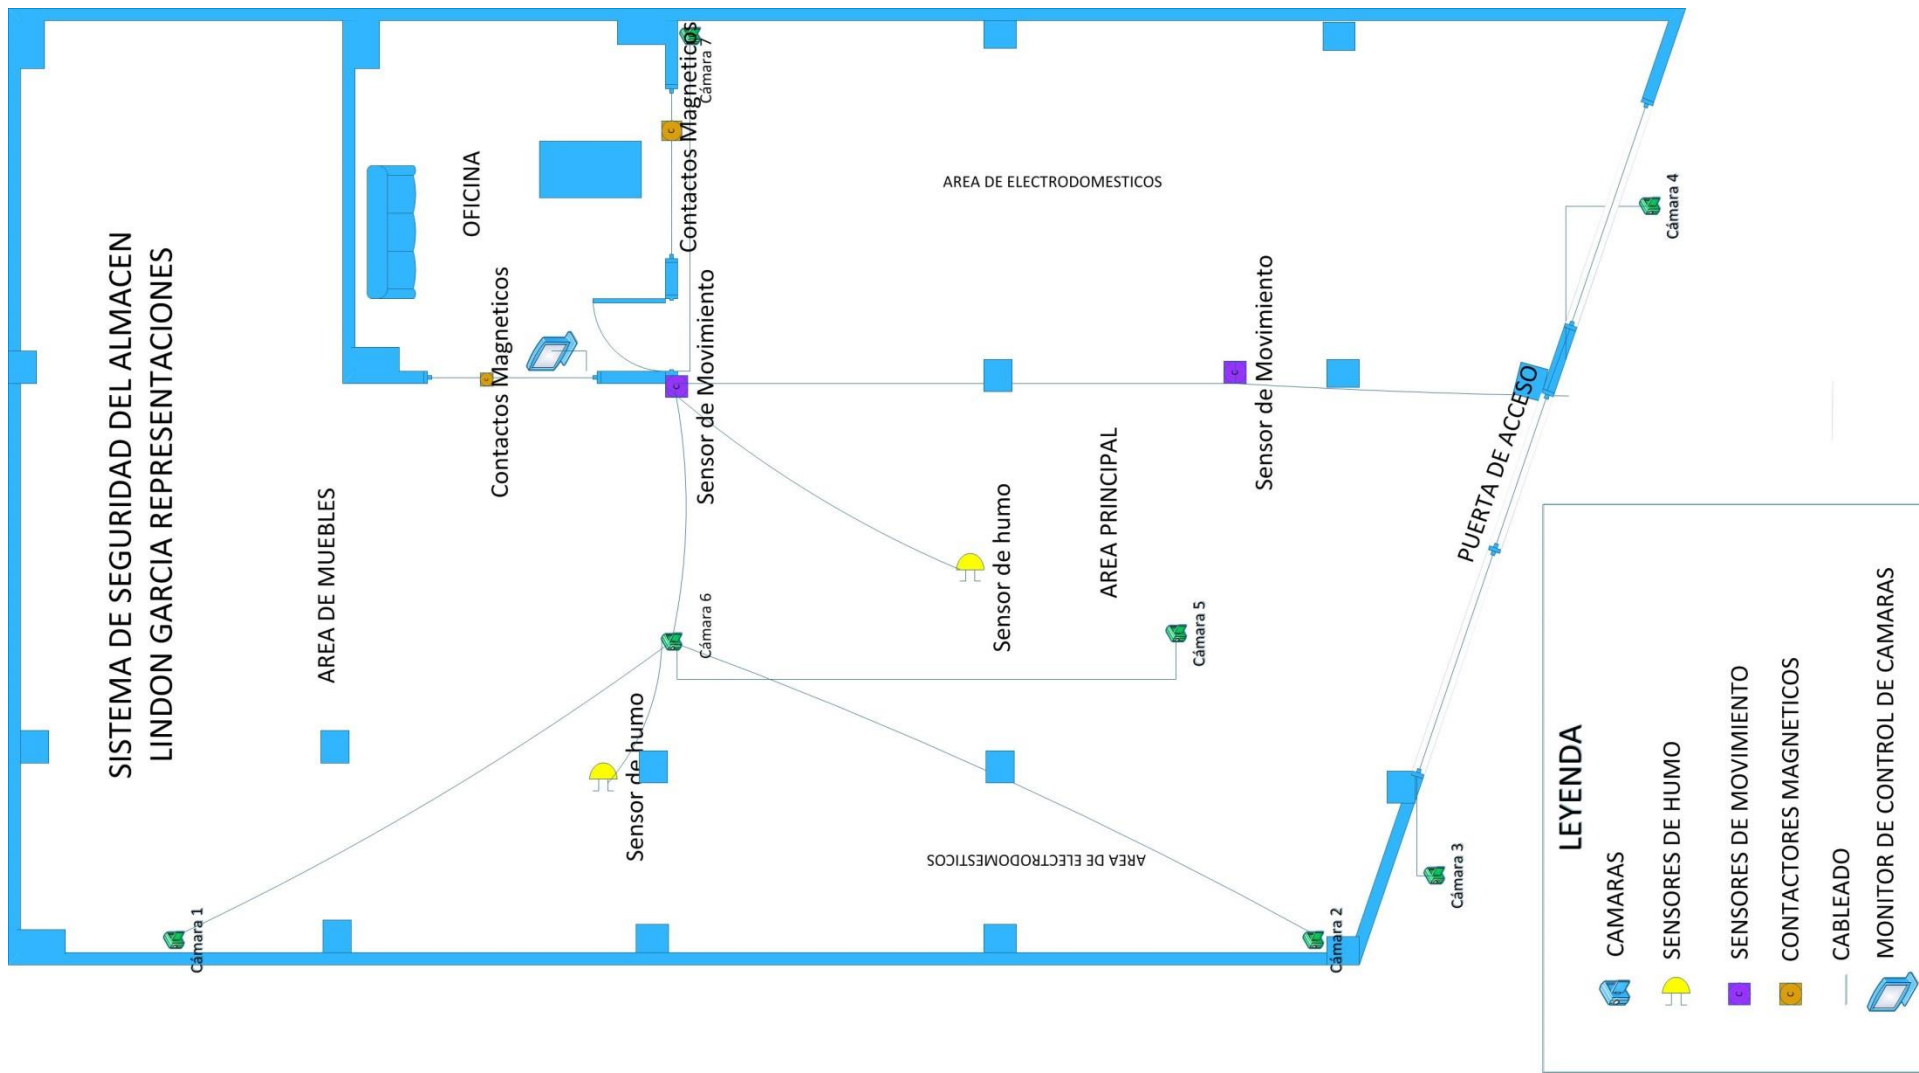 SISTEMA DE SEGURIDAD DEL ALMACEN
LINDON GARCIA REPRESENTACIONES
AREA DE MUEBLES
OFICINA
Contactos Magneticos
Contactos Magneticos
Cámara 7
Sensor de Movimiento
AREA DE ELECTRODOMESTICOS
Cámara 4
Sensor de Movimiento
PUERTA DE ACCESO
AREA PRINCIPAL
Sensor de humo
Cámara 5
Cámara 6
Sensor de humo
AREA DE ELECTRODOMESTICOS
Cámara 1
Cámara 2
Cámara 3
LEYENDA
CAMARAS
SENSORES DE HUMO
C SENSORES DE MOVIMIENTO
C CONTACTORES MAGNETICOS
CABLEADO
MONITOR DE CONTROL DE CAMARAS